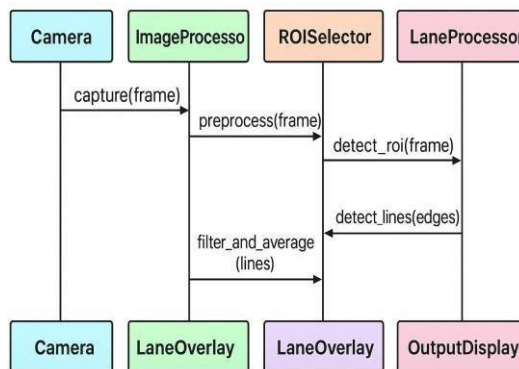 Camera
ImageProcesso
ROISelector
LaneProcessor
capture(frame)
preprocess(frame)
detect_roi(frame)
detect_lines(edges)
filter_and_average
(lines)
Camera
LaneOverlay
LaneOverlay
OutputDisplay